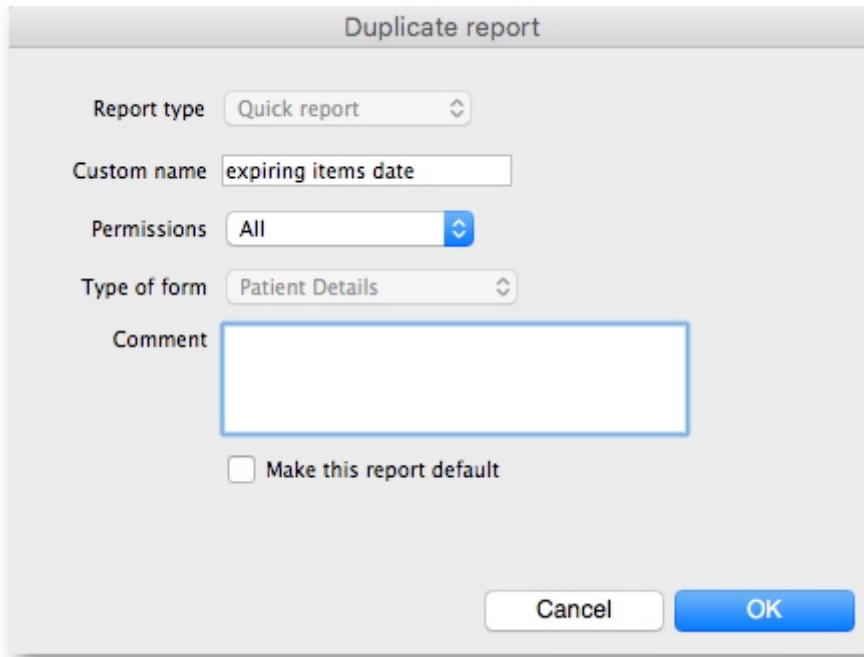 Duplicate report
Report type Quick report
Custom name expiring items date
Permissions All
Type of form Patient Details
Comment
Make this report default
Cancel OK